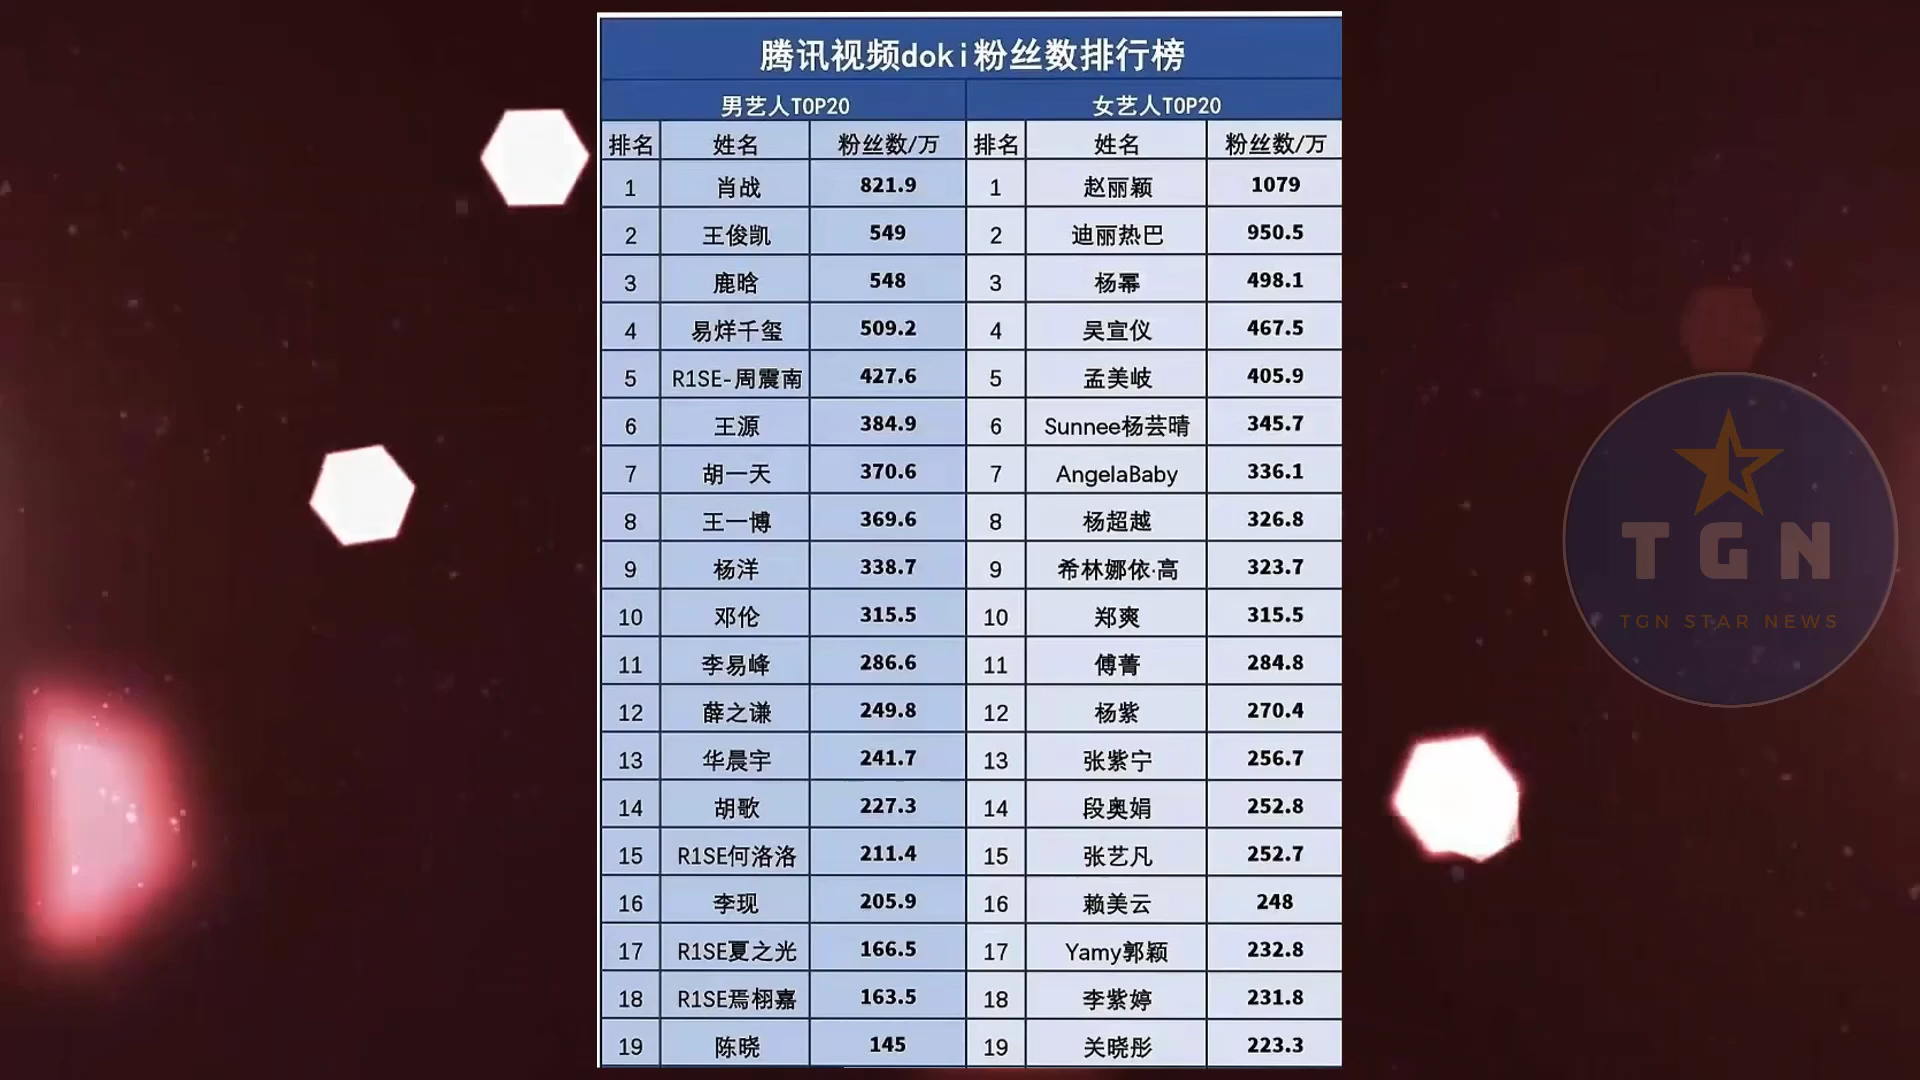 腾讯视频doki粉丝数排行榜
男艺人TOP20 女艺人TOP20
排名 姓名 粉丝数/万 排名 姓名 粉丝数/万
1 肖战 821.9 1 赵丽颖 1079
2 王俊凯 549 2 迪丽热巴 950.5
3 鹿晗 548 3 杨幂 498.1
4 易烊千玺 509.2 4 吴宣仪 467.5
5 R1SE-周震南 427.6 5 孟美岐 405.9
6 王源 384.9 6 Sunnee杨芸晴 345.7
7 胡一天 370.6 7 AngelaBaby 336.1
8 王一博 369.6 8 杨超越 326.8
9 杨洋 338.7 9 希林娜依·高 323.7
10 邓伦 315.5 10 郑爽 315.5
11 李易峰 286.6 11 傅菁 284.8
12 薛之谦 249.8 12 杨紫 270.4
13 华晨宇 241.7 13 张紫宁 256.7
14 胡歌 227.3 14 段奥娟 252.8
15 R1SE何洛洛 211.4 15 张艺凡 252.7
16 李现 205.9 16 赖美云 248
17 R1SE夏之光 166.5 17 Yamy郭颖 232.8
18 R1SE焉栩嘉 163.5 18 李紫婷 231.8
19 陈晓 145 19 关晓彤 223.3
TGN
TGN STAR NEWS